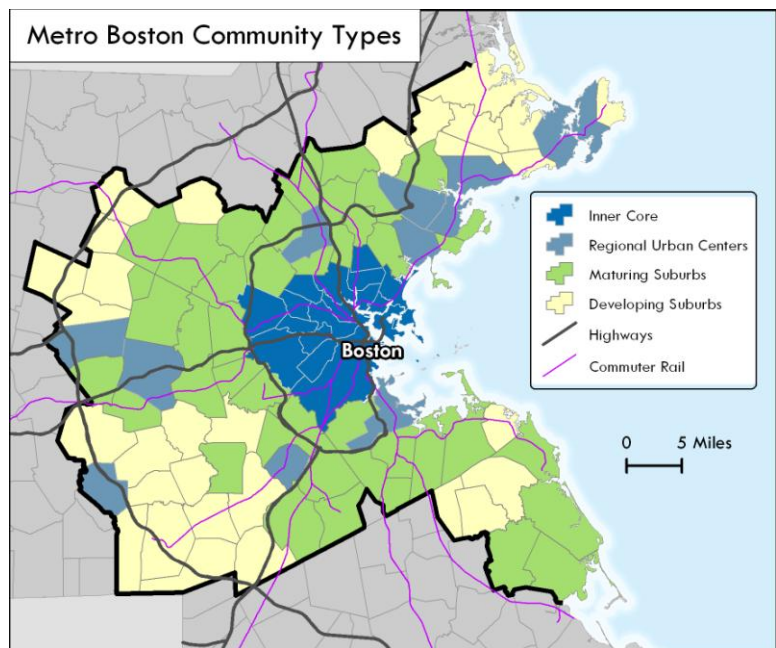 Metro Boston Community Types
Inner Core
Regional Urban Centers
Maturing Suburbs
Developing Suburbs
Highways
Commuter Rail
Boston
0 5 Miles